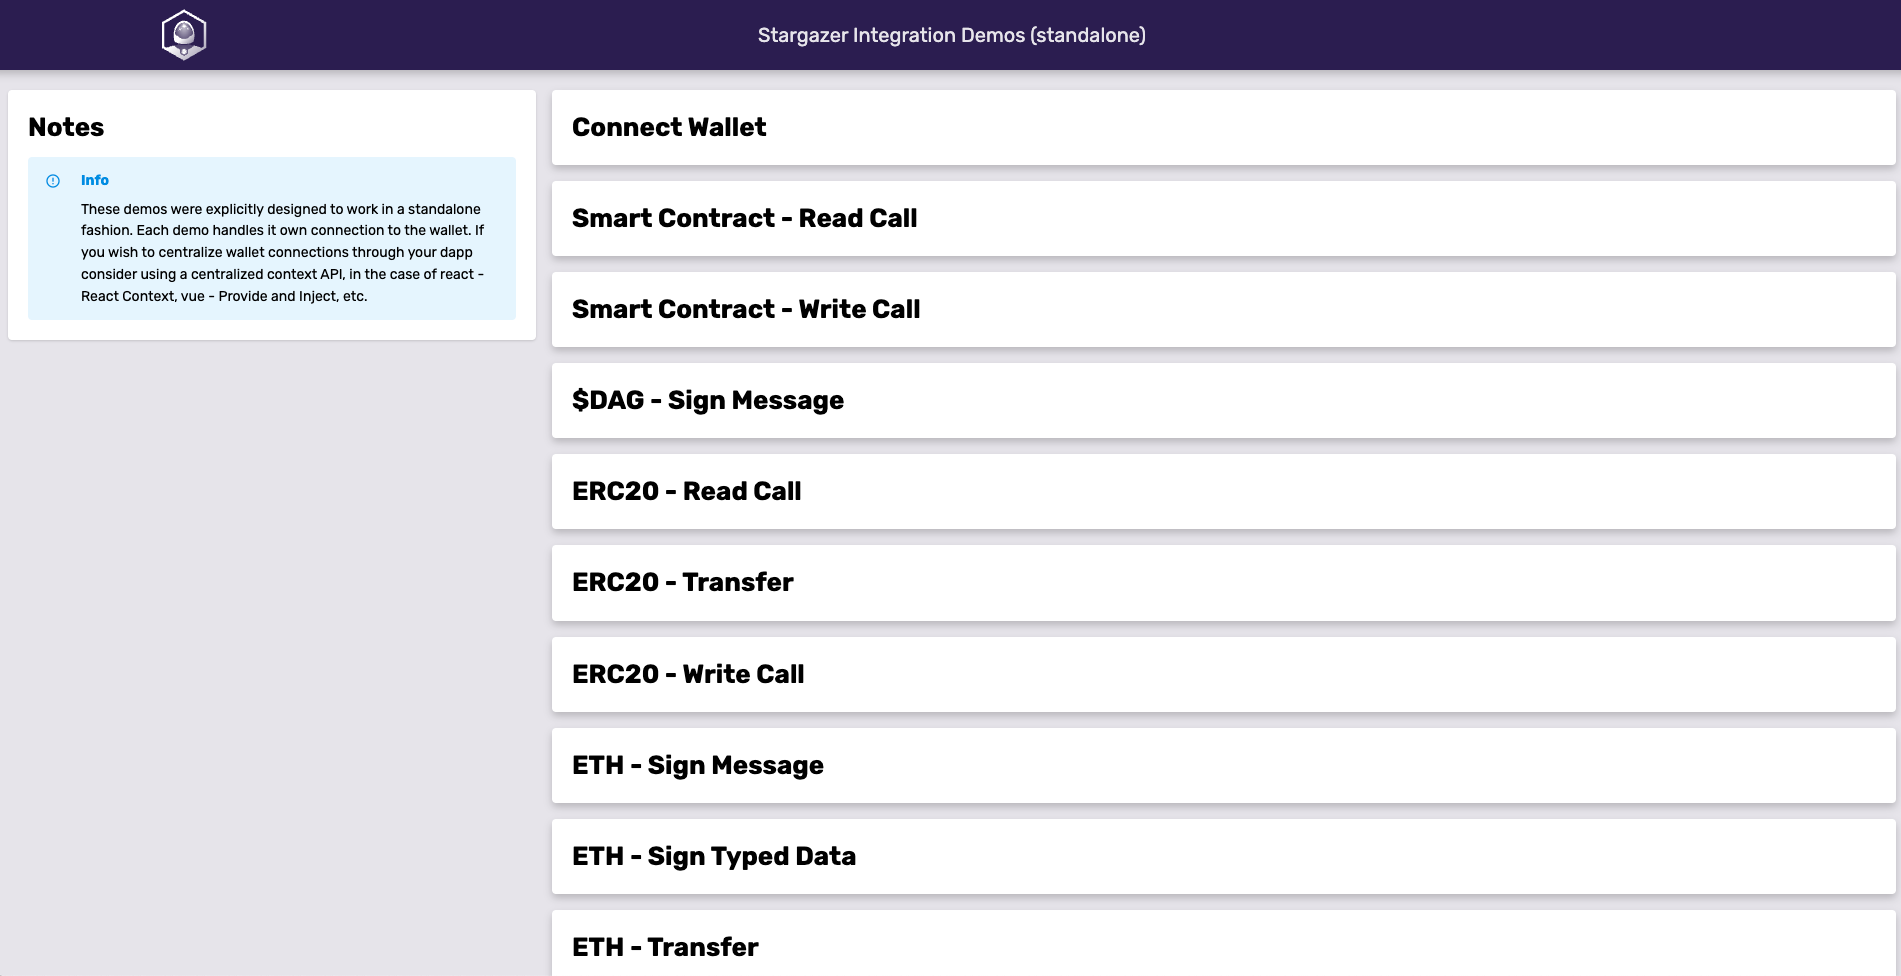 Stargazer Integration Demos (standalone)
Notes
Info
These demos were explicitly designed to work in a standalone
fashion. Each demo handles it own connection to the wallet. If
you wish to centralize wallet connections through your dapp
consider using a centralized context API, in the case of react -
React Context, vue - Provide and Inject, etc.
Connect Wallet
Smart Contract - Read Call
Smart Contract - Write Call
$DAG - Sign Message
ERC20 - Read Call
ERC20 - Transfer
ERC20 - Write Call
ETH - Sign Message
ETH - Sign Typed Data
ETH - Transfer